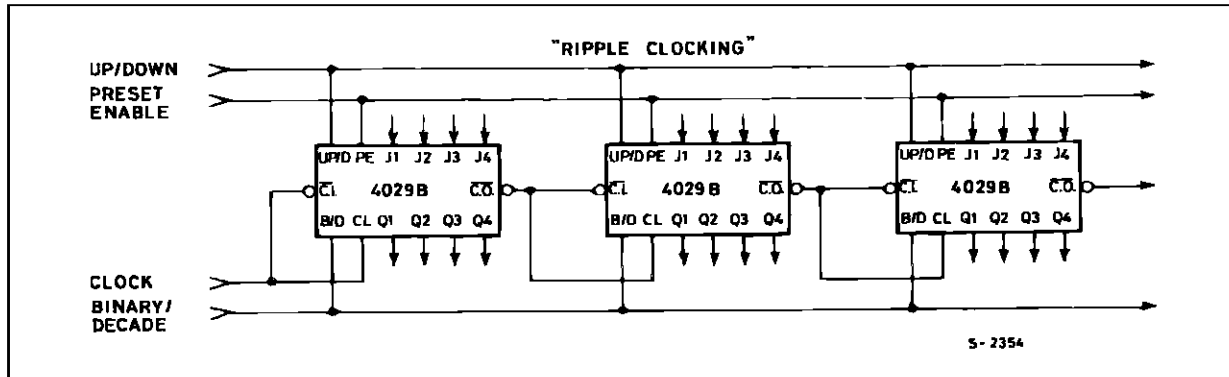 "RIPPLE CLOCKING"
UP/DOWN
PRESET
ENABLE
UP/D PE J1 J2 J3 J4
C.I. 4029B C.O.
B/D CL Q1 Q2 Q3 Q4
UP/D PE J1 J2 J3 J4
C.I. 4029B C.O.
B/D CL Q1 Q2 Q3 Q4
UP/D PE J1 J2 J3 J4
C.I. 4029B C.O.
B/D CL Q1 Q2 Q3 Q4
CLOCK
BINARY/
DECADE
S-2354